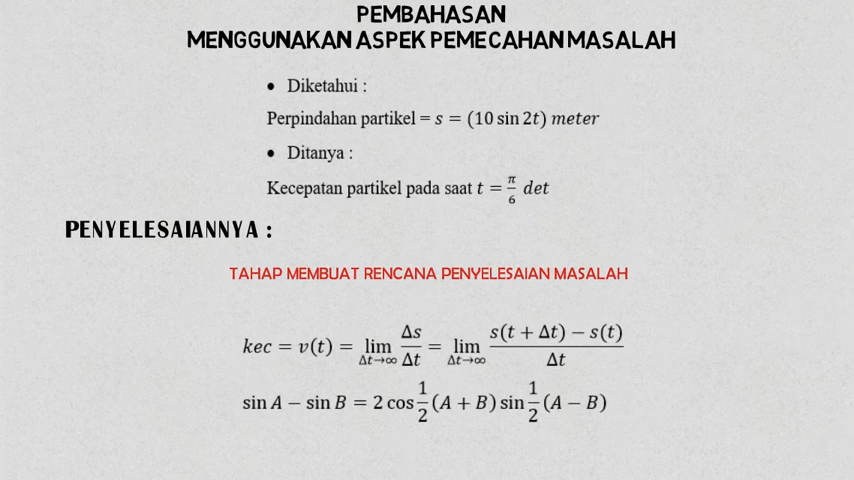 PEMBAHASAN
MENGGUNAKAN ASPEK PEMECAHAN MASALAH
• Diketahui :
Perpindahan partikel = s = (10 sin 2t) meter
• Ditanya :
Kecepatan partikel pada saat t = π/6 det
PENYELESAIANNYA :
TAHAP MEMBUAT RENCANA PENYELESAIAN MASALAH
kec = v(t) = lim Δt→∞ Δs/Δt = lim Δt→∞ (s(t + Δt) − s(t))/Δt
sin A − sin B = 2 cos 1/2 (A + B) sin 1/2 (A − B)